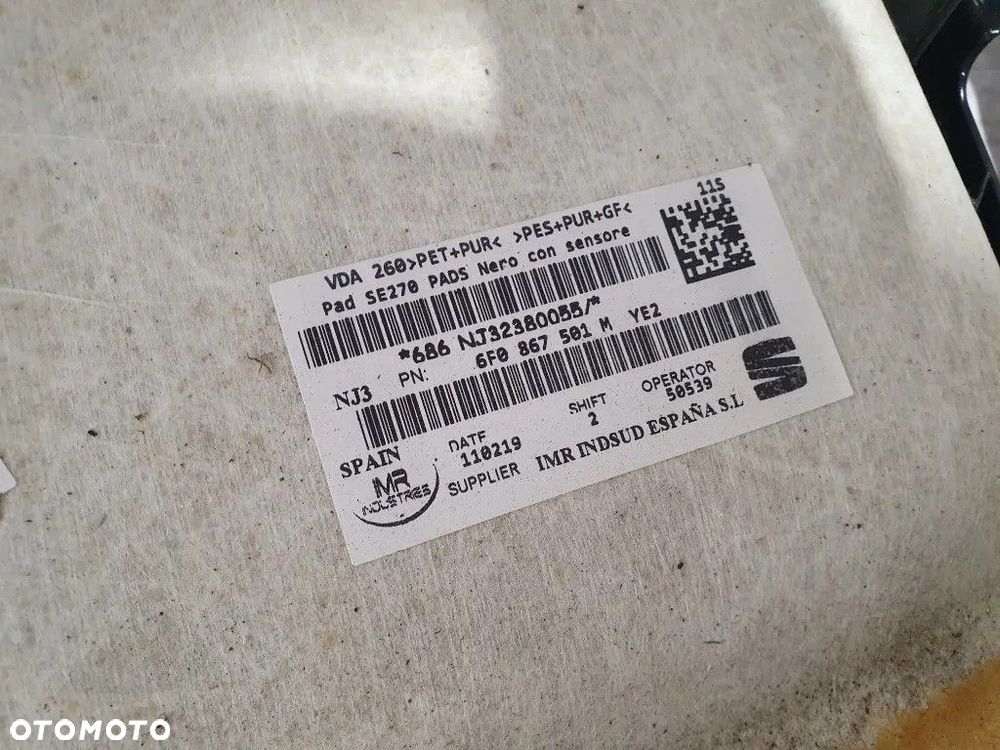 11S
VDA 260>PET+PUR< >PES+PUR+GF<
Pad SE270 PADS Nero con sensore
*686 NJ32380055/*
PN: 6F0 867 501 M YE2
NJ3
SPAIN
DATE SHIFT OPERATOR
110219 2 50539
IMR
INDUSTRIES
SUPPLIER IMR INDSUD ESPAÑA S.L
OTOMOTO